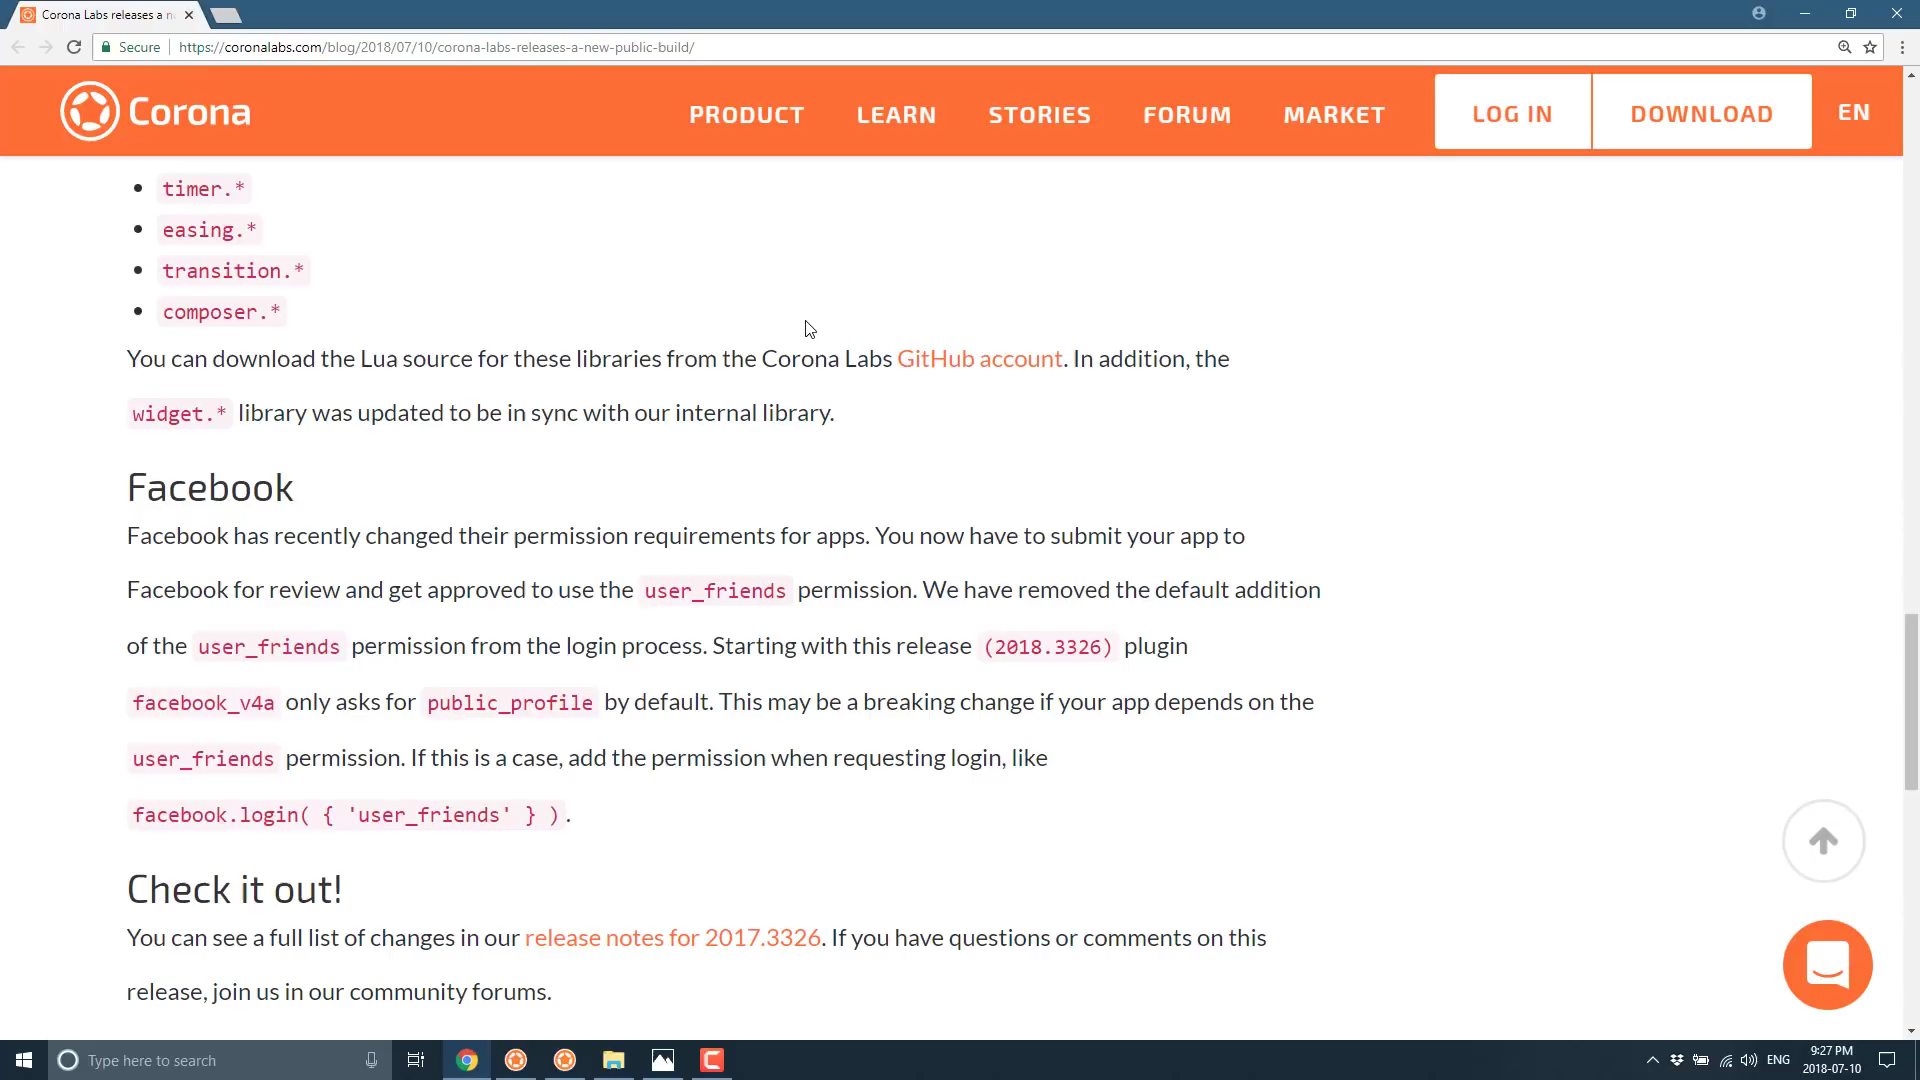 Corona Labs releases a n
Secure
https://coronalabs.com/blog/2018/07/10/corona-labs-releases-a-new-public-build/
Corona
PRODUCT
LEARN
STORIES
FORUM
MARKET
LOG IN
DOWNLOAD
EN
timer.*
easing.*
transition.*
composer.*
You can download the Lua source for these libraries from the Corona Labs GitHub account. In addition, the
widget.* library was updated to be in sync with our internal library.
Facebook
Facebook has recently changed their permission requirements for apps. You now have to submit your app to
Facebook for review and get approved to use the user_friends permission. We have removed the default addition
of the user_friends permission from the login process. Starting with this release (2018.3326) plugin
facebook_v4a only asks for public_profile by default. This may be a breaking change if your app depends on the
user_friends permission. If this is a case, add the permission when requesting login, like
facebook.login( { 'user_friends' } ).
Check it out!
You can see a full list of changes in our release notes for 2017.3326. If you have questions or comments on this
release, join us in our community forums.
Type here to search
ENG
9:27 PM
2018-07-10